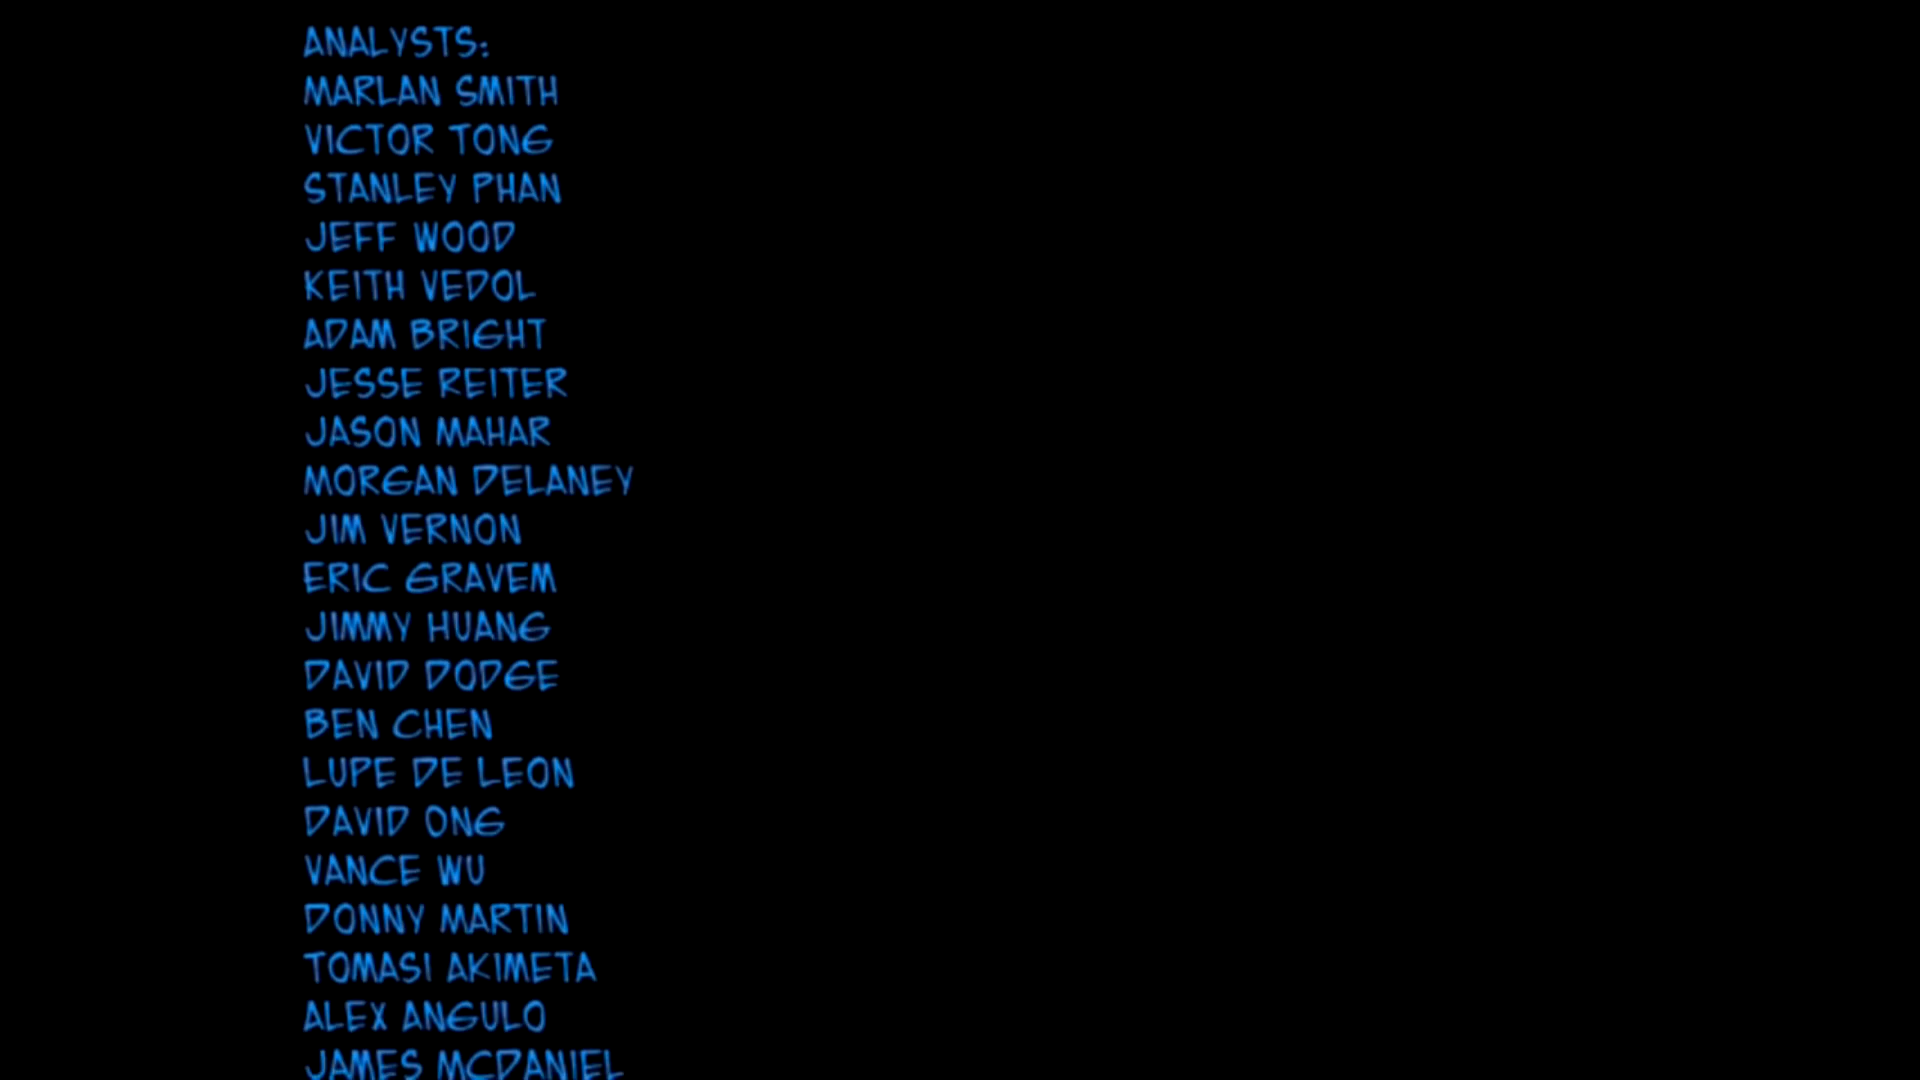 ANALYSTS:
MARLAN SMITH
VICTOR TONG
STANLEY PHAN
JEFF WOOD
KEITH VEDOL
ADAM BRIGHT
JESSE REITER
JASON MAHAR
MORGAN DELANEY
JIM VERNON
ERIC GRAVEM
JIMMY HUANG
DAVID DODGE
BEN CHEN
LUPE DE LEON
DAVID ONG
VANCE WU
DONNY MARTIN
TOMASI AKIMETA
ALEX ANGULO
JAMES MCDANIEL